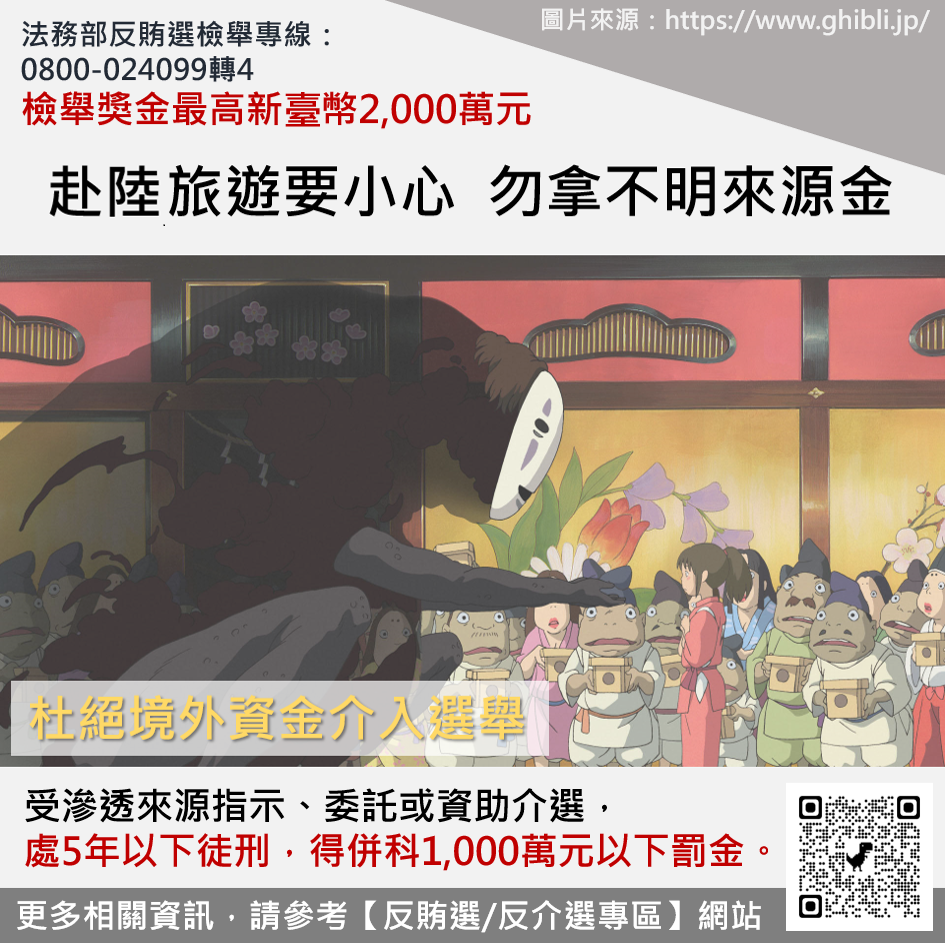 法務部反賄選檢舉專線：
圖片來源：https://www.ghibli.jp/
0800-024099轉4
檢舉獎金最高新臺幣2,000萬元
赴陸旅遊要小心 勿拿不明來源金
杜絕境外資金介入選舉
受滲透來源指示、委託或資助介選，
處5年以下徒刑，得併科1,000萬元以下罰金。
更多相關資訊，請參考【反賄選/反介選專區】網站